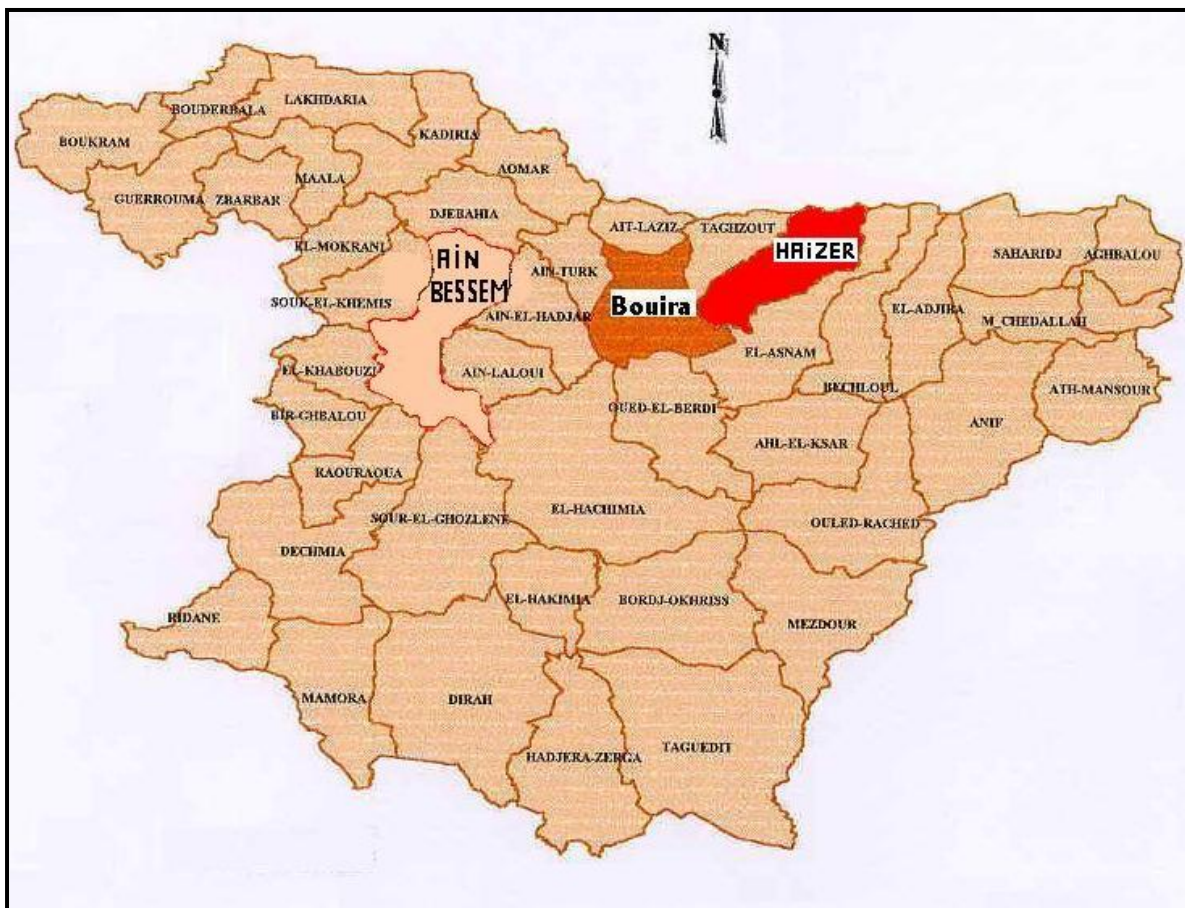 N
BOUDERBALA
LAKHDARIA
BOUKRAM
KADIRIA
AOMAR
MAALA
GUERROUMA
ZBARBAR
DJEBAHIA
AIT-LAZIZ
TAGHZOUT
HAiZER
EL-MOKRANI
AiN
BESSEM
AIN-TURK
SAHARIDJ
AGHBALOU
SOUK-EL-KHEMIS
AIN-EL-HADJAR
Bouira
EL-ADJIBA
M_CHEDALLAH
EL-KHABOUZI
AIN-LALOUI
EL-ASNAM
BECHLOUL
ATH-MANSOUR
BIR-GHBALOU
OUED-EL-BERDI
AHL-EL-KSAR
ANIF
RAOURAOUA
SOUR-EL-GHOZLENE
EL-HACHIMIA
OULED-RACHED
DECHMIA
EL-HAKIMIA
BORDJ-OKHRISS
RIDANE
MEZDOUR
MAMORA
DIRAH
HADJERA-ZERGA
TAGUEDIT